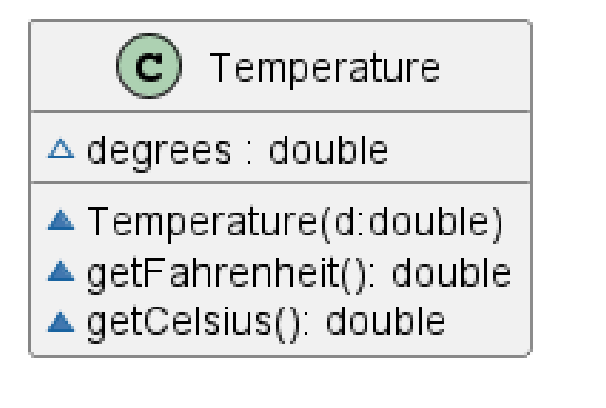 C Temperature
degrees : double
Temperature(d:double)
getFahrenheit(): double
getCelsius(): double